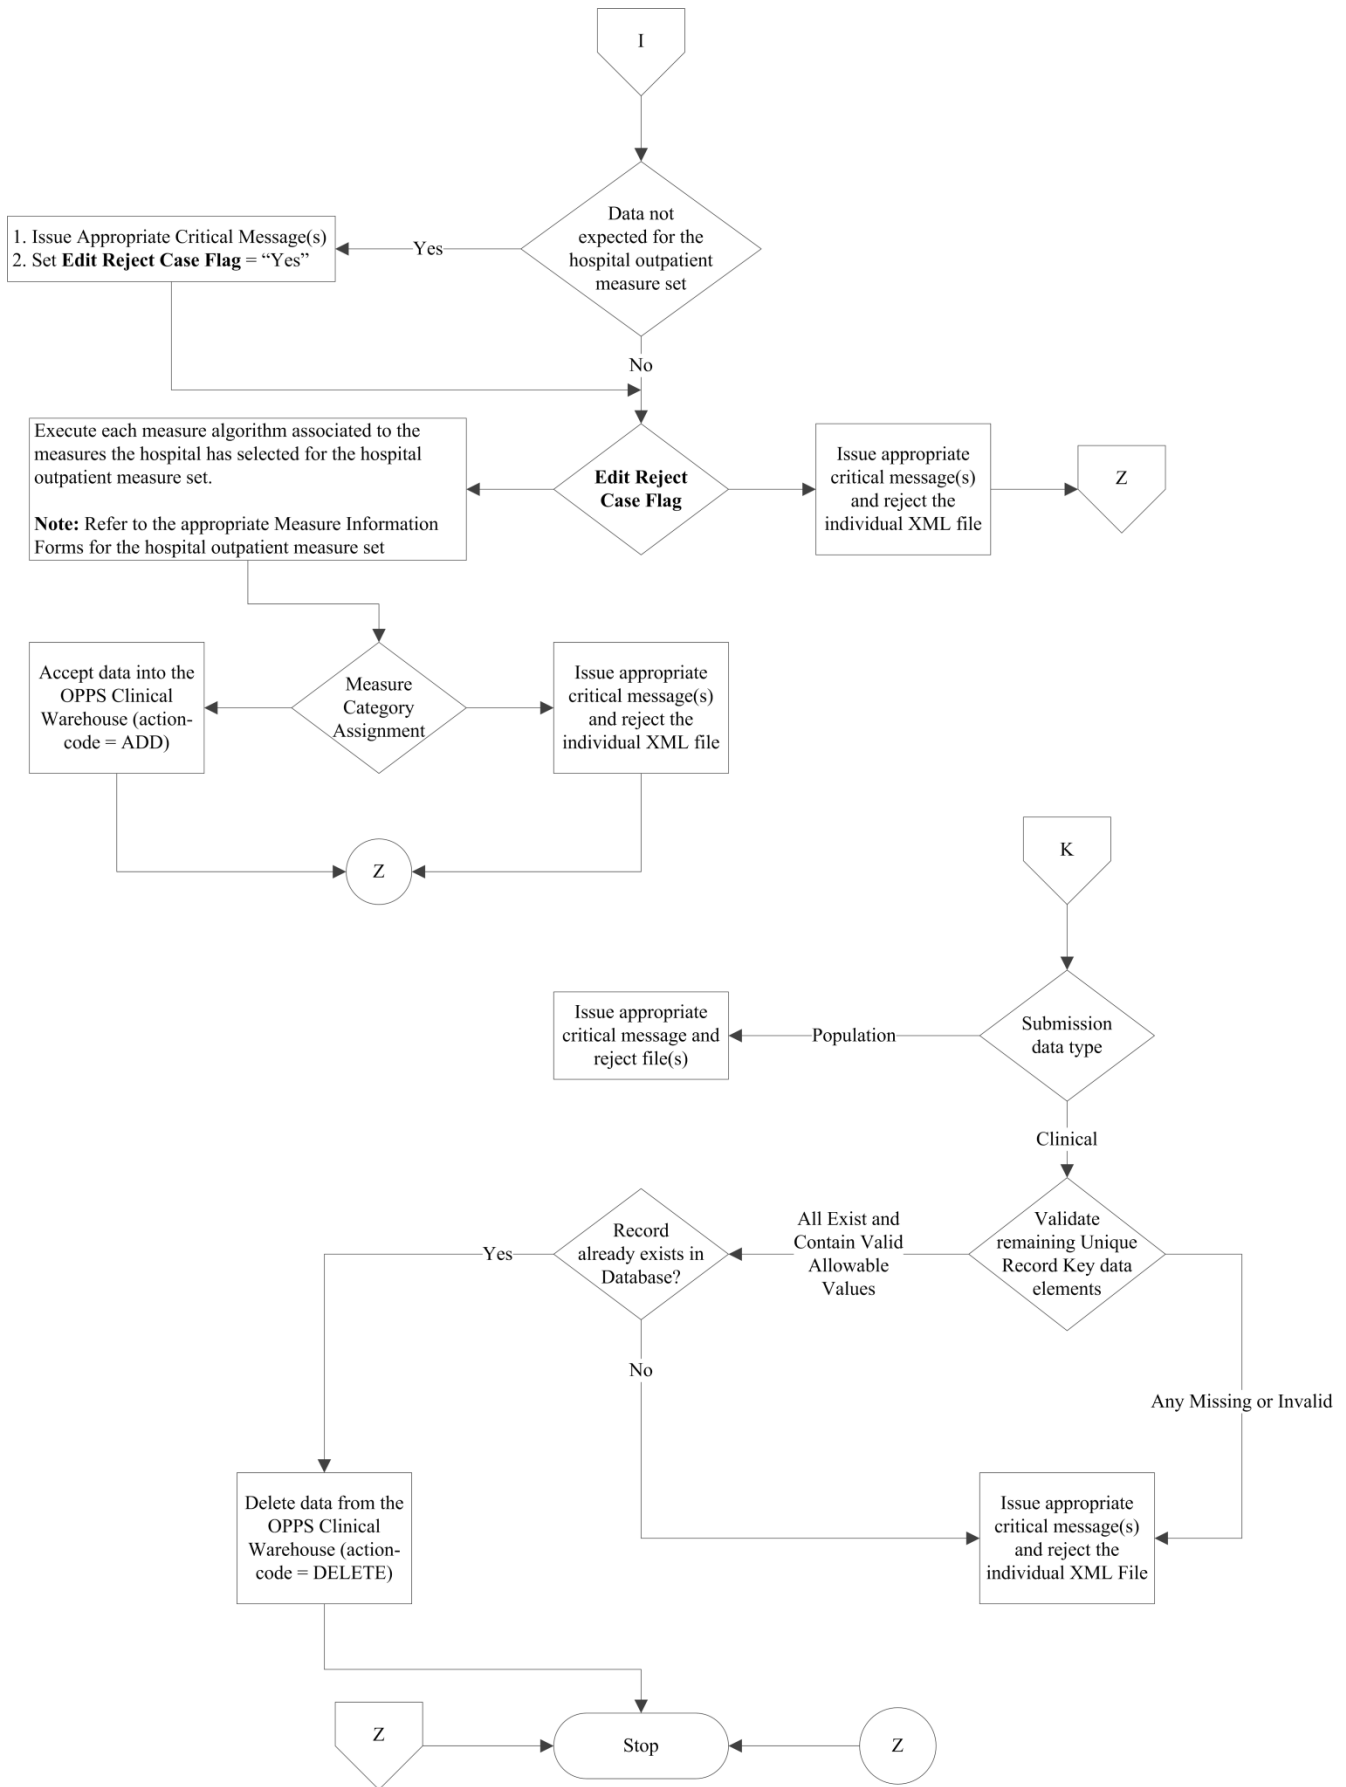 I
Data not
expected for the
hospital outpatient
measure set
Yes
1. Issue Appropriate Critical Message(s)
2. Set Edit Reject Case Flag = “Yes”
No
Execute each measure algorithm associated to the
measures the hospital has selected for the hospital
outpatient measure set.
Note: Refer to the appropriate Measure Information
Forms for the hospital outpatient measure set
Edit Reject
Case Flag
Issue appropriate
critical message(s)
and reject the
individual XML file
Z
Accept data into the
OPPS Clinical
Warehouse (action-
code = ADD)
Measure
Category
Assignment
Issue appropriate
critical message(s)
and reject the
individual XML file
Z
K
Issue appropriate
critical message and
reject file(s)
Population
Submission
data type
Clinical
Validate
remaining Unique
Record Key data
elements
All Exist and
Contain Valid
Allowable
Values
Record
already exists in
Database?
Yes
No
Any Missing or Invalid
Delete data from the
OPPS Clinical
Warehouse (action-
code = DELETE)
Issue appropriate
critical message(s)
and reject the
individual XML File
Z
Stop
Z